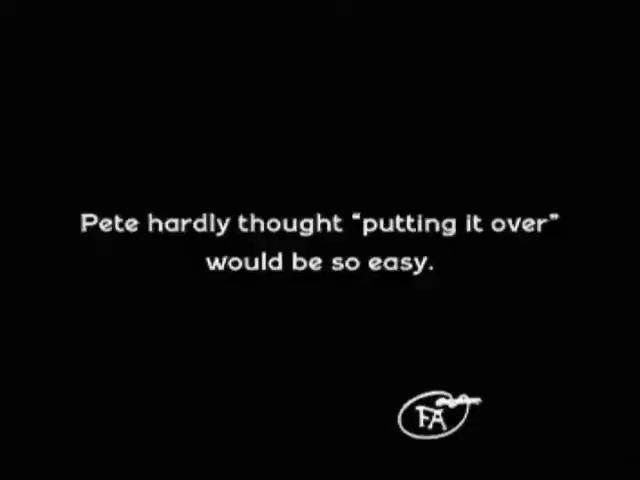 Pete hardly thought “putting it over”
would be so easy.
FA